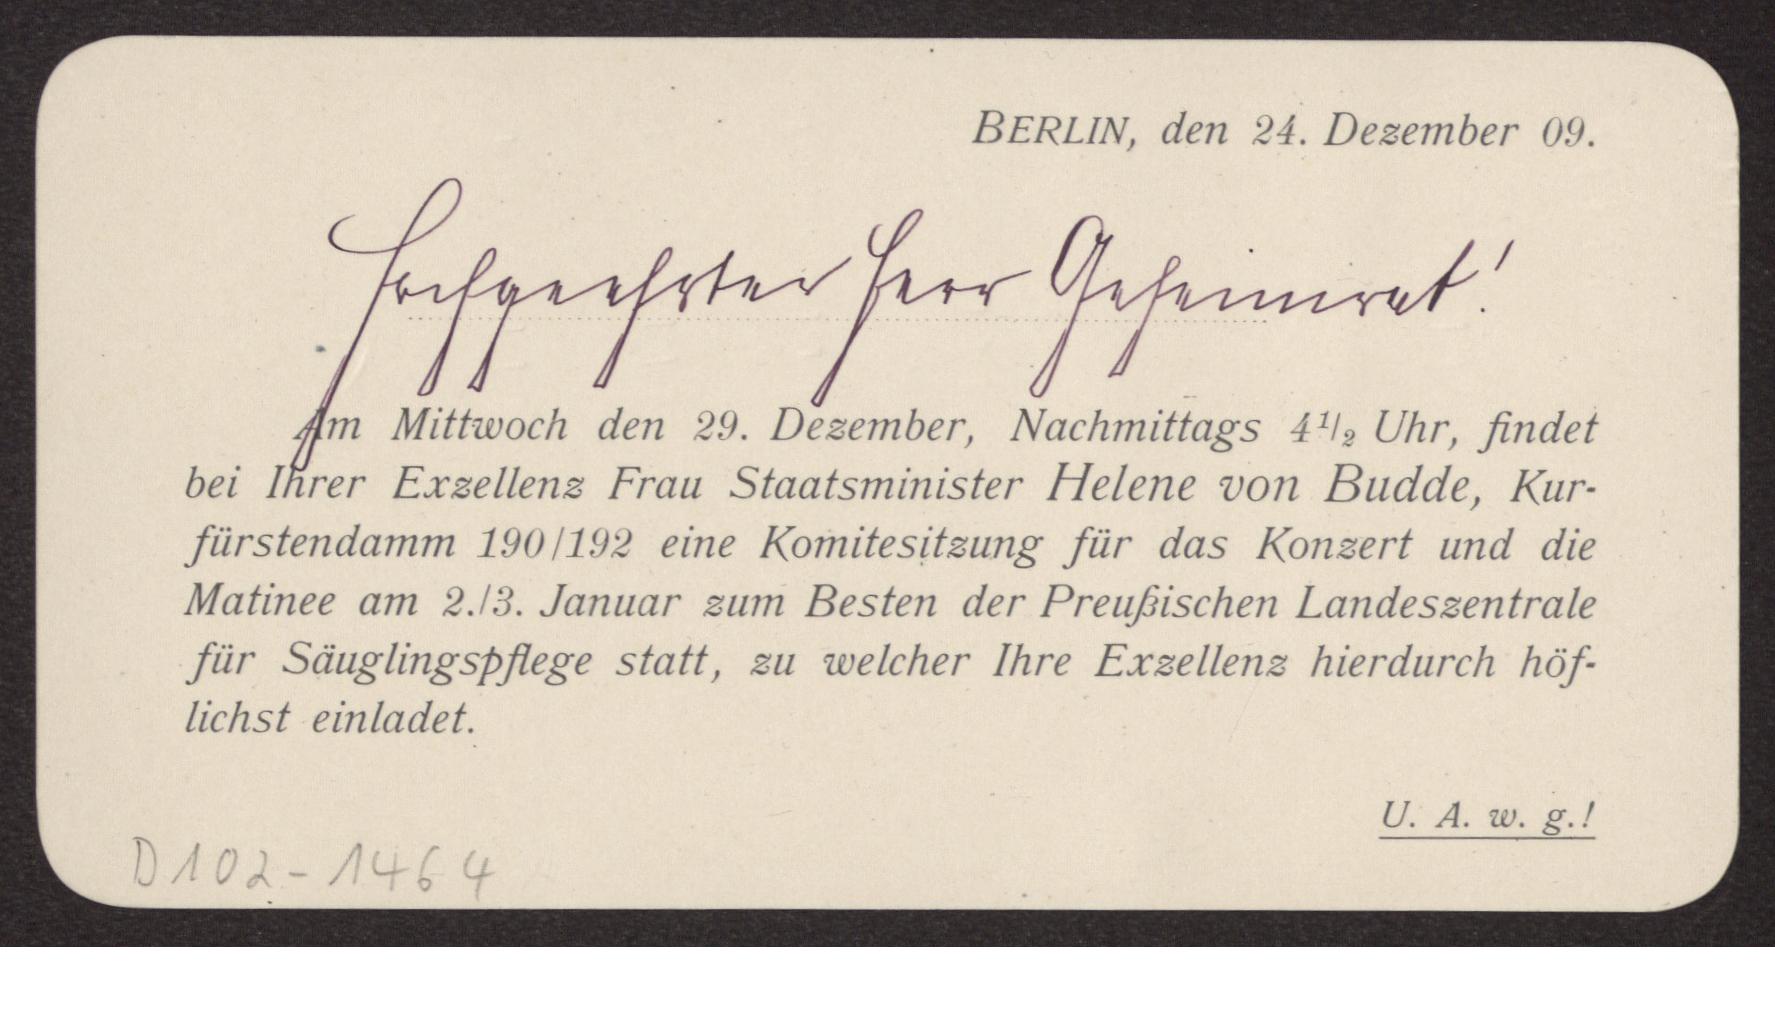 BERLIN, den 24. Dezember 09.
Hochgeehrter Herr Geheimrat!
Am Mittwoch den 29. Dezember, Nachmittags 4½ Uhr, findet
bei Ihrer Exzellenz Frau Staatsminister Helene von Budde, Kur-
fürstendamm 190/192 eine Komitesitzung für das Konzert und die
Matinee am 2./3. Januar zum Besten der Preußischen Landeszentrale
für Säuglingspflege statt, zu welcher Ihre Exzellenz hierdurch höf-
lichst einladet.
U. A. w. g.!
D102-1464